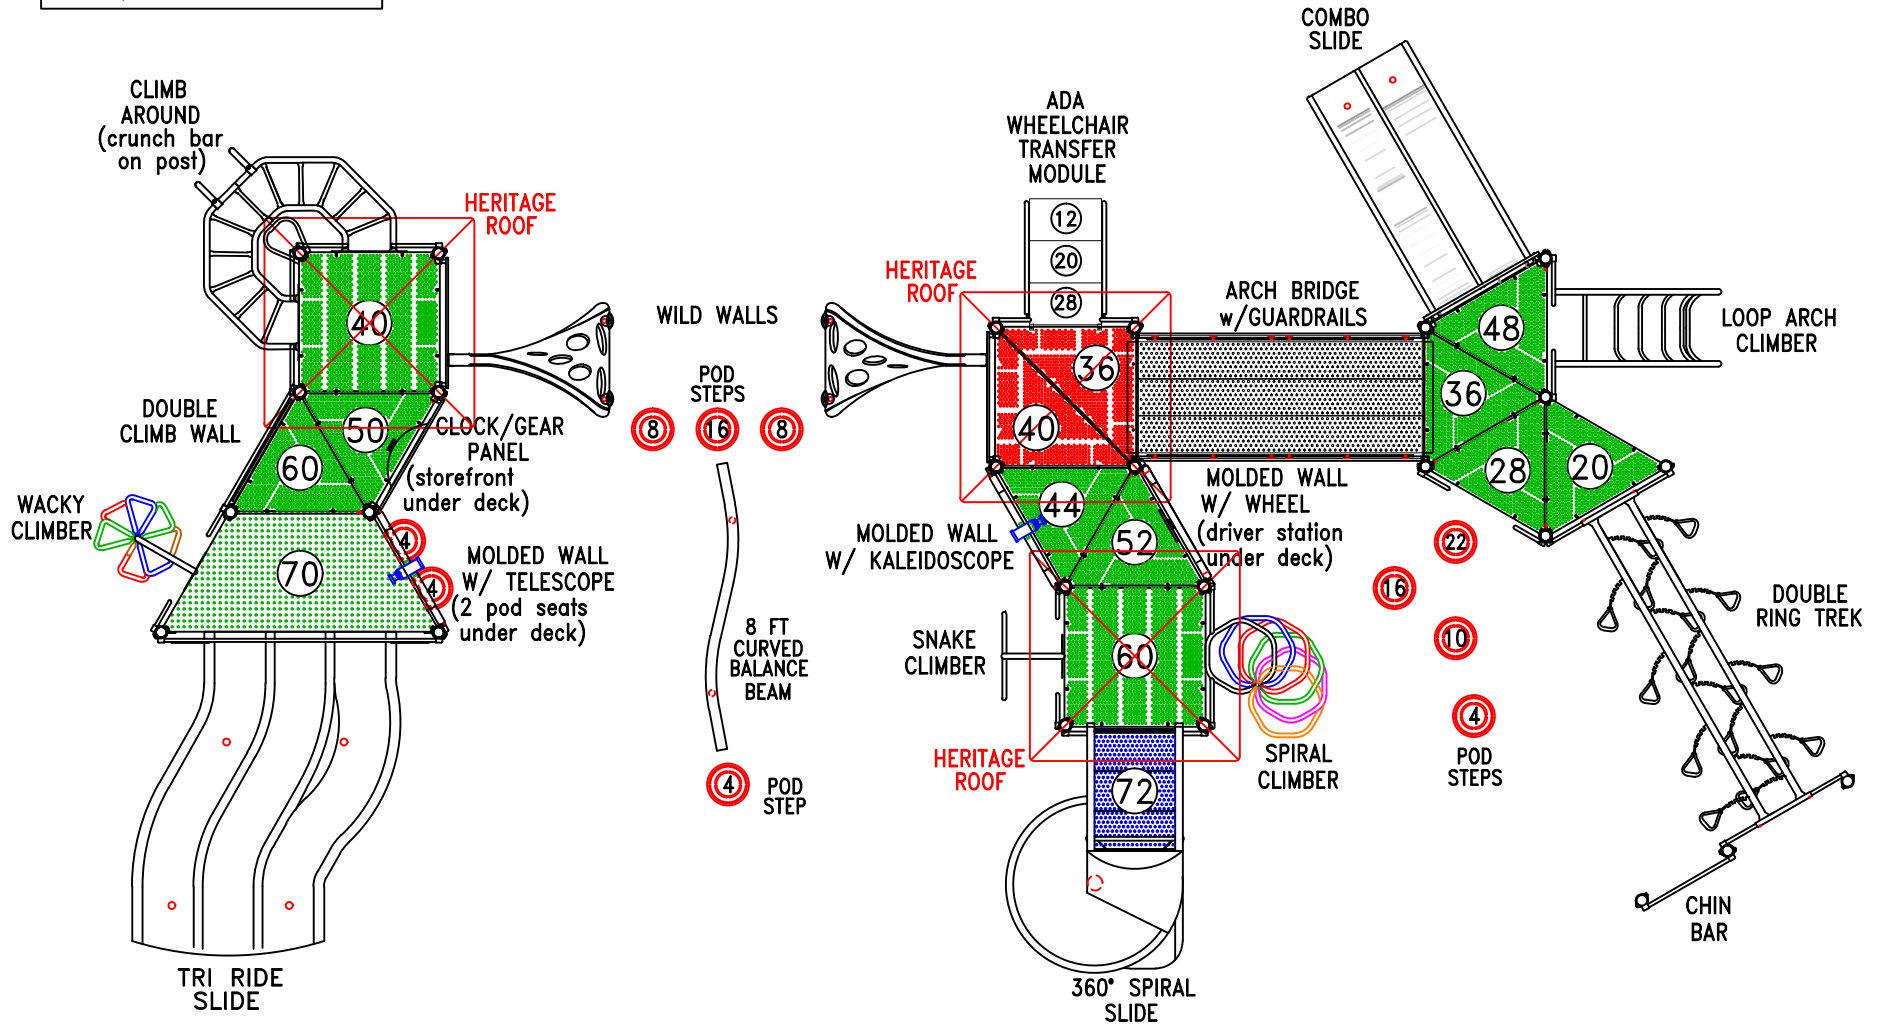 COMBO
SLIDE
CLIMB
AROUND
(crunch bar
on post)
HERITAGE
ROOF
40
DOUBLE
CLIMB WALL
50
60
CLOCK/GEAR
PANEL
(storefront
under deck)
WACKY
CLIMBER
70
4
4
MOLDED WALL
W/ TELESCOPE
(2 pod seats
under deck)
TRI RIDE
SLIDE
WILD WALLS
POD
STEPS
8
16
8
8 FT
CURVED
BALANCE
BEAM
4
POD
STEP
ADA
WHEELCHAIR
TRANSFER
MODULE
12
20
28
HERITAGE
ROOF
36
40
ARCH BRIDGE
w/GUARDRAILS
44
52
MOLDED WALL
W/ KALEIDOSCOPE
MOLDED WALL
W/ WHEEL
(driver station
under deck)
SNAKE
CLIMBER
60
HERITAGE
ROOF
SPIRAL
CLIMBER
72
360° SPIRAL
SLIDE
48
36
28
20
LOOP ARCH
CLIMBER
22
16
10
4
POD
STEPS
DOUBLE
RING TREK
CHIN
BAR